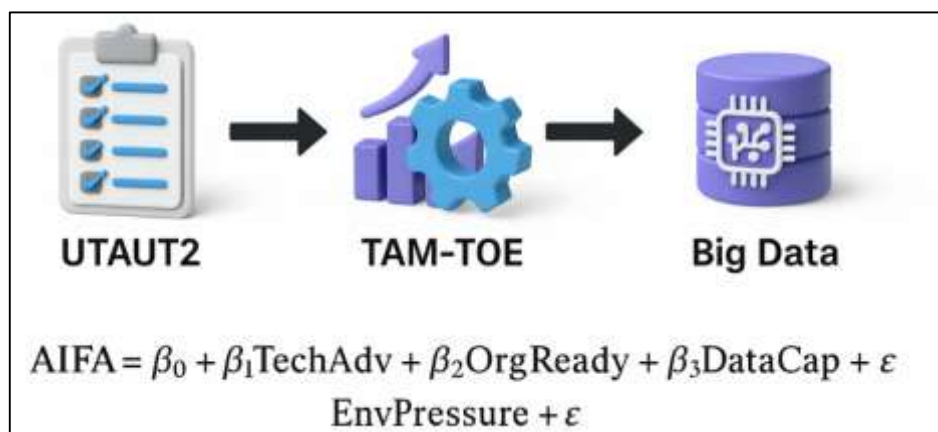 UTAUT2
TAM-TOE
Big Data
AIFA = β₀ + β₁TechAdv + β₂OrgReady + β₃DataCap + ε
EnvPressure + ε